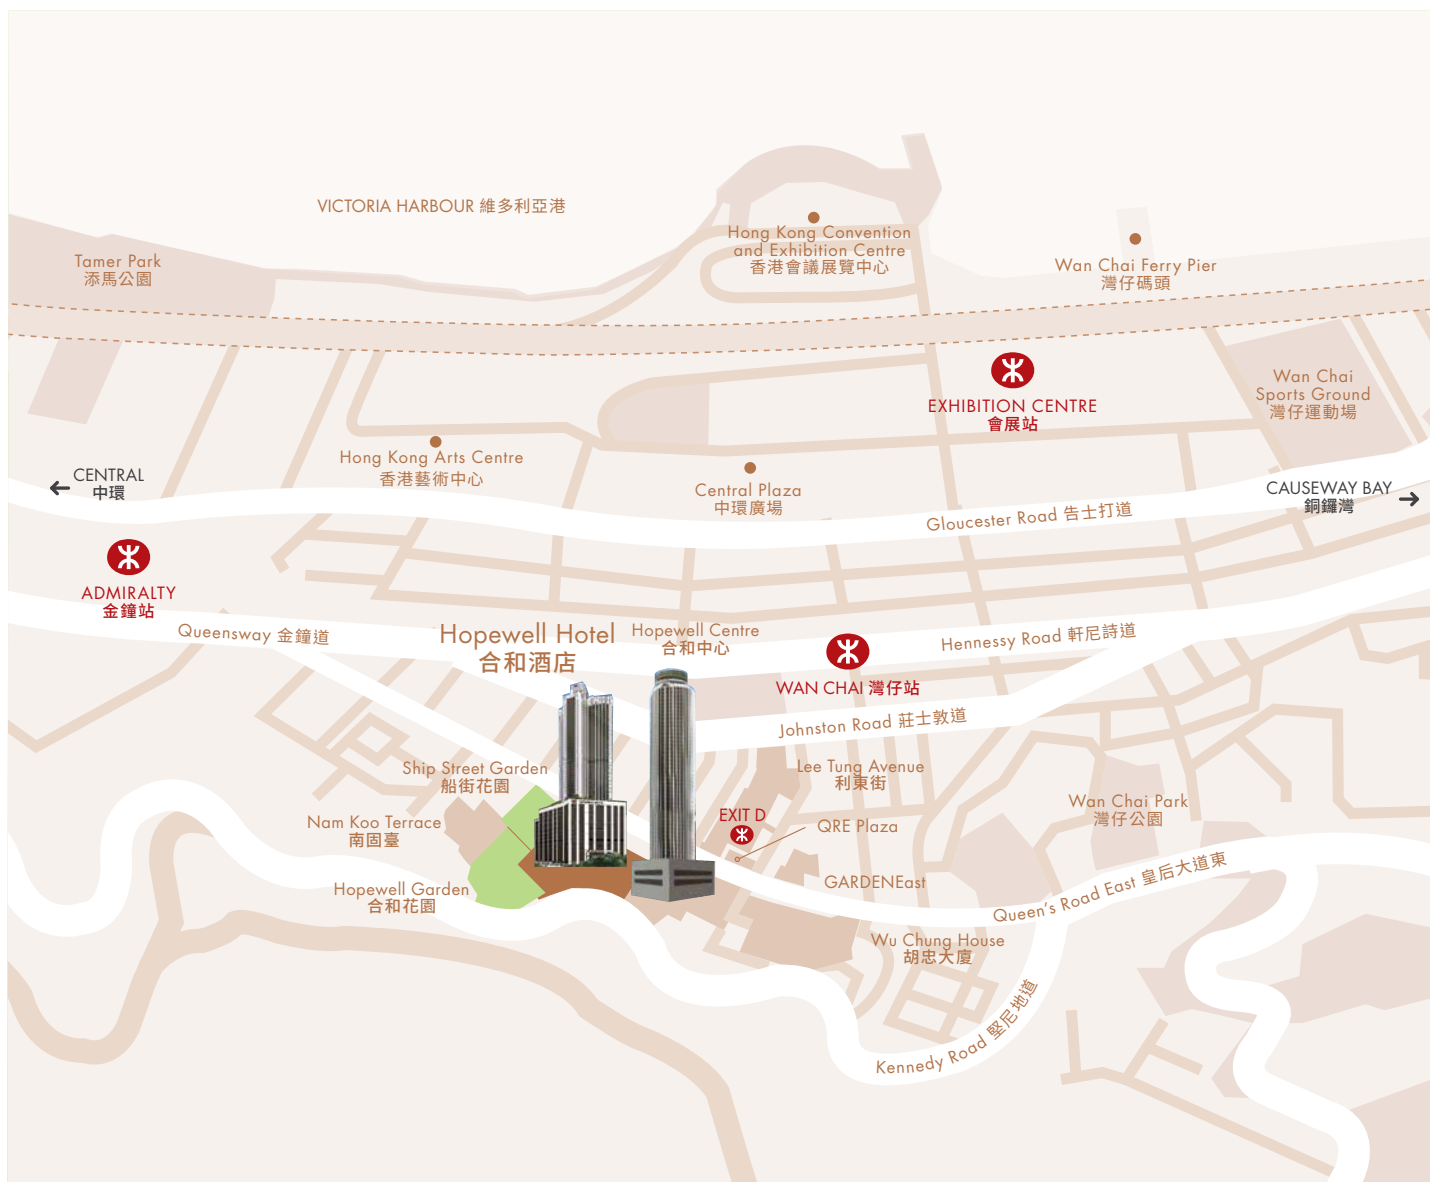 VICTORIA HARBOUR 維多利亞港
Tamer Park
添馬公園
Hong Kong Convention
and Exhibition Centre
香港會議展覽中心
Wan Chai Ferry Pier
灣仔碼頭
Wan Chai
Sports Ground
灣仔運動場
EXHIBITION CENTRE
會展站
Hong Kong Arts Centre
香港藝術中心
CENTRAL
中環
Central Plaza
中環廣場
CAUSEWAY BAY
銅鑼灣
Gloucester Road 告士打道
ADMIRALTY
金鐘站
Queensway 金鐘道
Hopewell Hotel
合和酒店
Hopewell Centre
合和中心
Hennessy Road 軒尼詩道
WAN CHAI 灣仔站
Johnston Road 莊士敦道
Ship Street Garden
船街花園
Lee Tung Avenue
利東街
Nam Koo Terrace
南固臺
EXIT D
QRE Plaza
Wan Chai Park
灣仔公園
Hopewell Garden
合和花園
GARDENEast
Queen's Road East 皇后大道東
Wu Chung House
胡忠大廈
Kennedy Road 堅尼地道